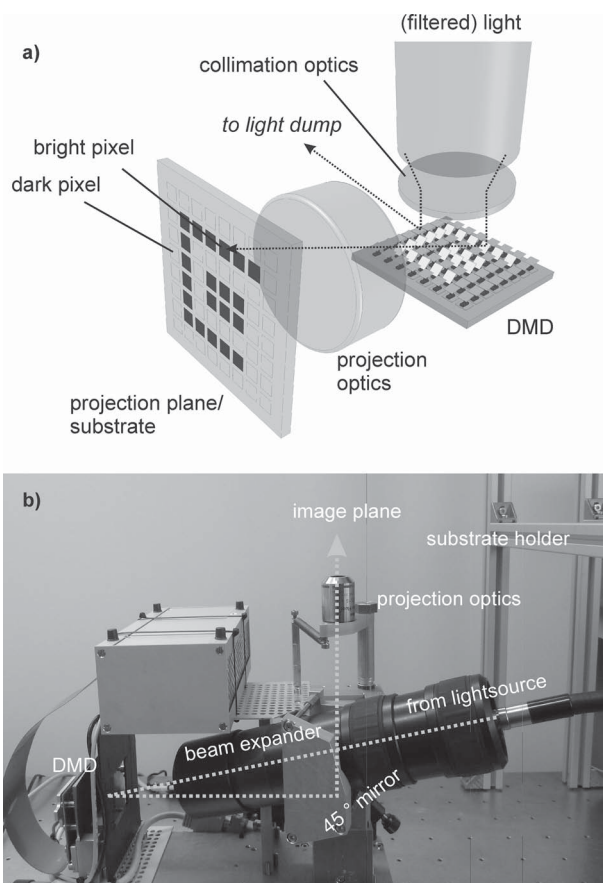 a)
(filtered) light
collimation optics
to light dump
bright pixel
dark pixel
DMD
projection
optics
projection plane/
substrate
b)
image plane
substrate holder
projection optics
from lightsource
beam expander
DMD
45° mirror